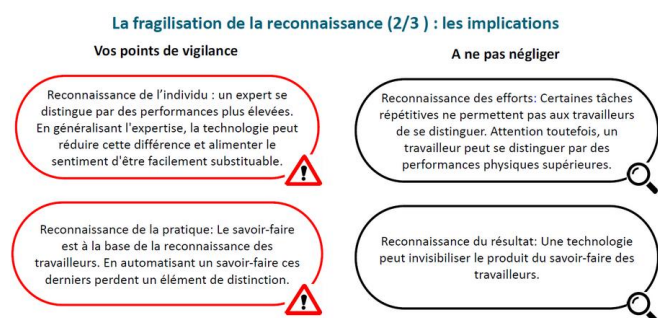 La fragilisation de la reconnaissance (2/3 ) : les implications
Vos points de vigilance
A ne pas négliger
Reconnaissance de l’individu : un expert se
distingue par des performances plus élevées.
En généralisant l'expertise, la technologie peut
réduire cette différence et alimenter le
sentiment d'être facilement substituable.
Reconnaissance des efforts: Certaines tâches
répétitives ne permettent pas aux travailleurs
de se distinguer. Attention toutefois, un
travailleur peut se distinguer par des
performances physiques supérieures.
Reconnaissance de la pratique: Le savoir-faire
est à la base de la reconnaissance des
travailleurs. En automatisant un savoir-faire ces
derniers perdent un élément de distinction.
Reconnaissance du résultat: Une technologie
peut invisibiliser le produit du savoir-faire des
travailleurs.